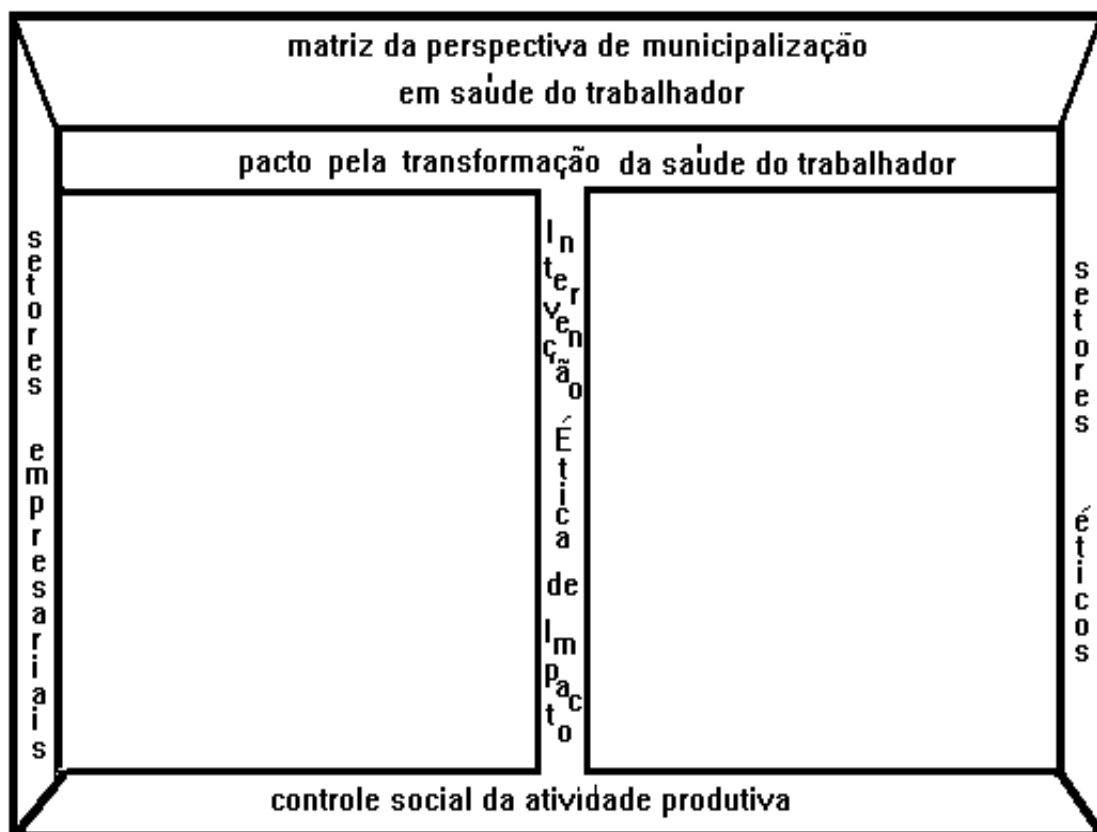 matriz da perspectiva de municipalização
em saúde do trabalhador
pacto pela transformação da saúde do trabalhador
setores empresariais
Intervenção Ética de Impacto
setores éticos
controle social da atividade produtiva